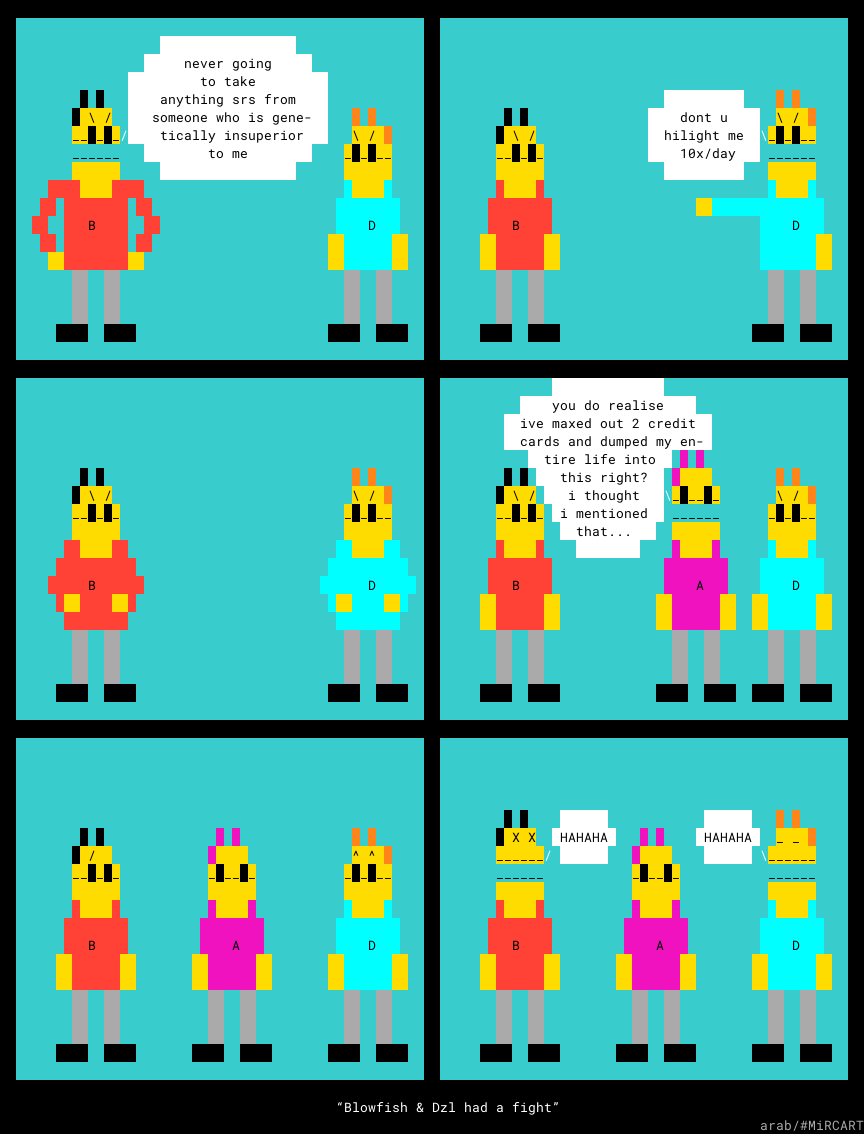 never going
to take
anything srs from
someone who is gene-
tically insuperior
to me
B
D
dont u
hilight me
10x/day
B
D
B
D
you do realise
ive maxed out 2 credit
cards and dumped my en-
tire life into
this right?
i thought
i mentioned
that...
B
A
D
B
A
D
HAHAHA
HAHAHA
B
A
D
“Blowfish & Dzl had a fight”
arab/#MiRCART